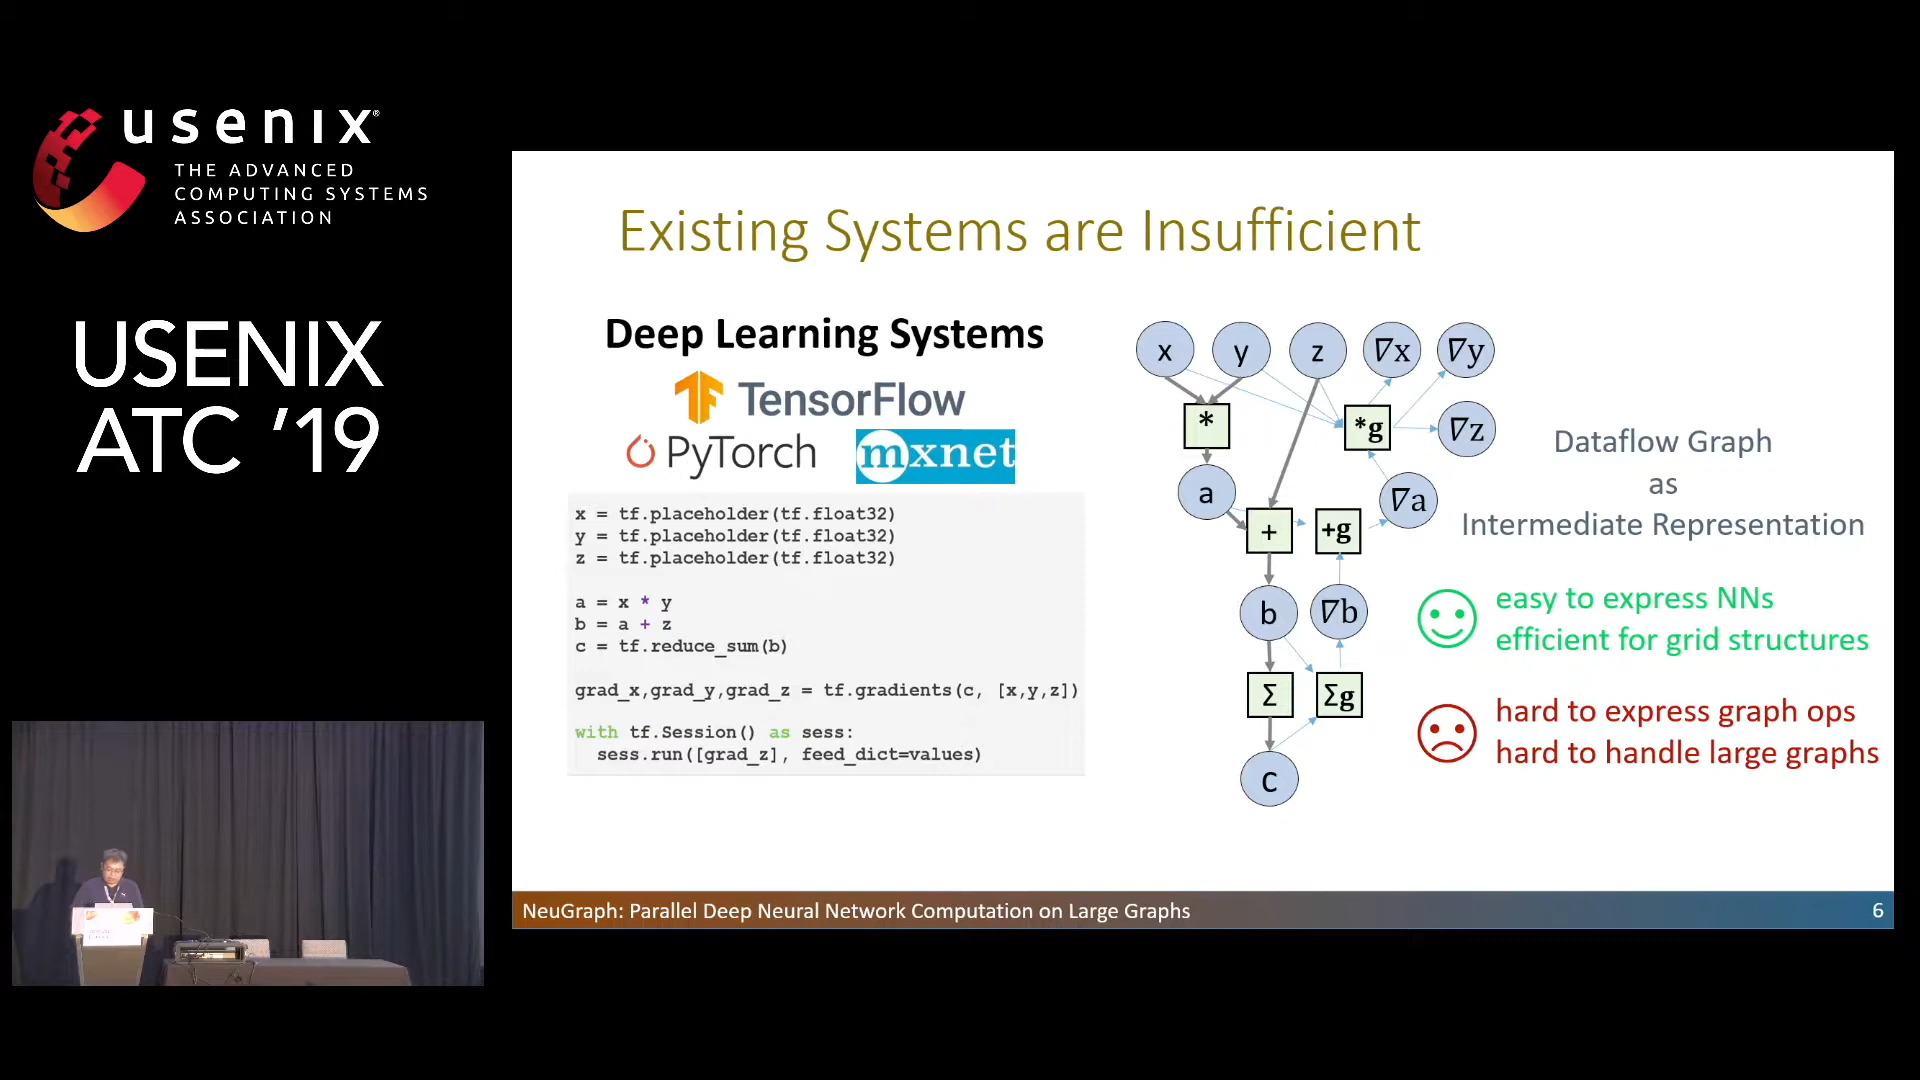 usenix®
THE ADVANCED
COMPUTING SYSTEMS
ASSOCIATION
USENIX
ATC '19
Existing Systems are Insufficient
Deep Learning Systems
TensorFlow
PyTorch
mxnet
x = tf.placeholder(tf.float32)
y = tf.placeholder(tf.float32)
z = tf.placeholder(tf.float32)
a = x * y
b = a + z
c = tf.reduce_sum(b)
grad_x,grad_y,grad_z = tf.gradients(c, [x,y,z])
with tf.Session() as sess:
sess.run([grad_z], feed_dict=values)
x y z ∇x ∇y
* *g ∇z
a ∇a
+ +g
b ∇b
Σ Σg
c
Dataflow Graph
as
Intermediate Representation
easy to express NNs
efficient for grid structures
hard to express graph ops
hard to handle large graphs
NeuGraph: Parallel Deep Neural Network Computation on Large Graphs
6